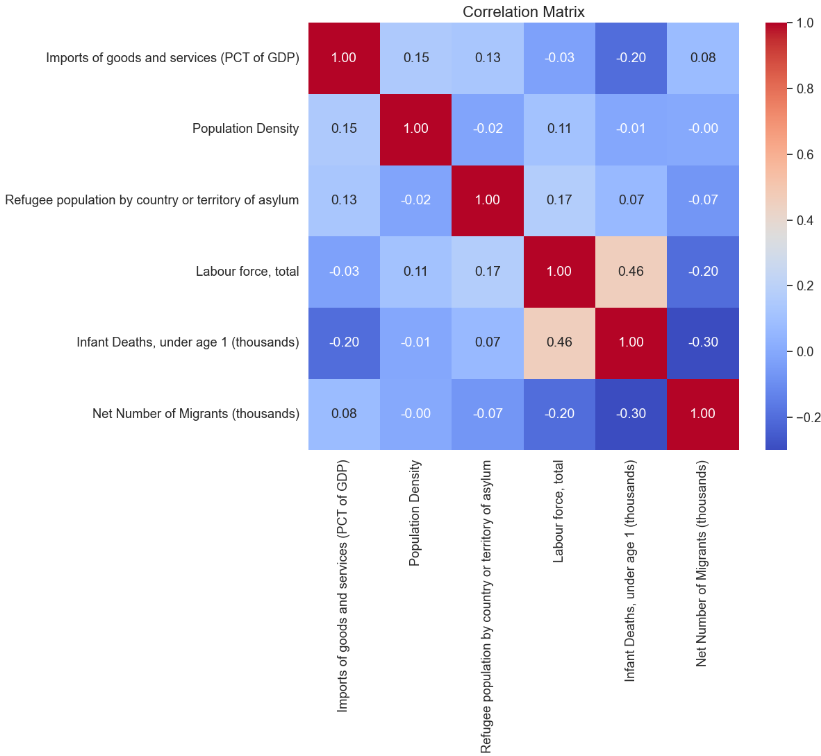 Correlation Matrix
Imports of goods and services (PCT of GDP) 1.00 0.15 0.13 -0.03 -0.20 0.08
Population Density 0.15 1.00 -0.02 0.11 -0.01 -0.00
Refugee population by country or territory of asylum 0.13 -0.02 1.00 0.17 0.07 -0.07
Labour force, total -0.03 0.11 0.17 1.00 0.46 -0.20
Infant Deaths, under age 1 (thousands) -0.20 -0.01 0.07 0.46 1.00 -0.30
Net Number of Migrants (thousands) 0.08 -0.00 -0.07 -0.20 -0.30 1.00
Imports of goods and services (PCT of GDP)
Population Density
Refugee population by country or territory of asylum
Labour force, total
Infant Deaths, under age 1 (thousands)
Net Number of Migrants (thousands)
1.0
0.8
0.6
0.4
0.2
0.0
−0.2